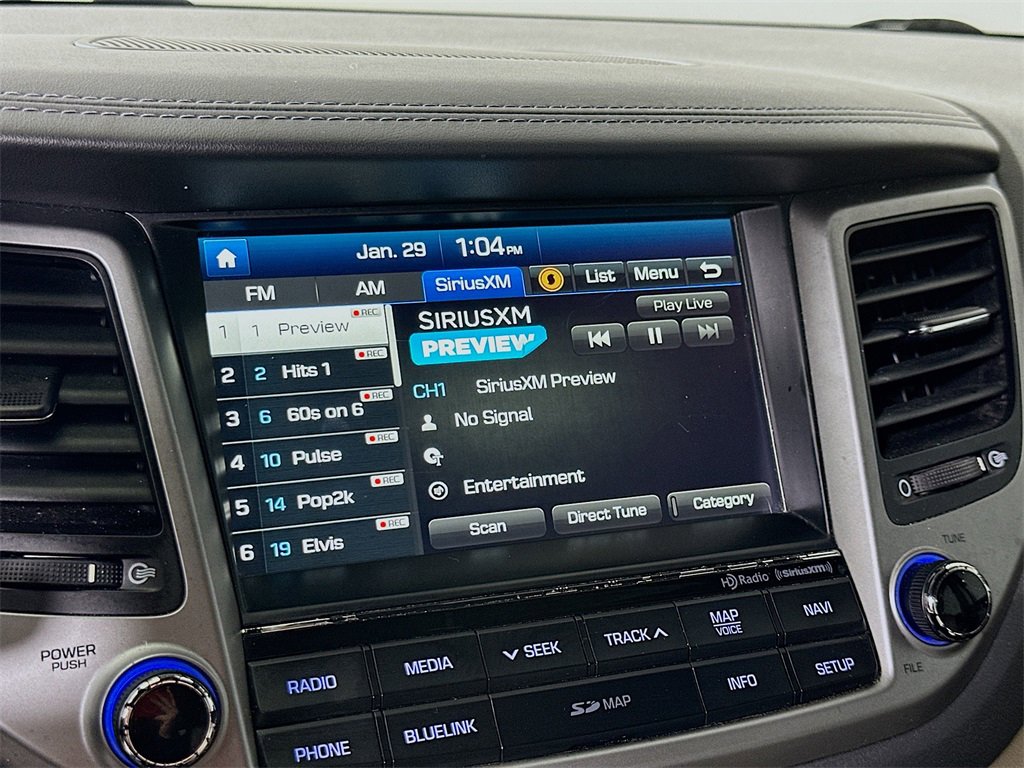 Jan. 29 1:04 PM
FM AM SiriusXM List Menu
Play Live
SIRIUSXM
PREVIEW
1 1 Preview REC
2 2 Hits 1 REC
3 6 60s on 6 REC
4 10 Pulse REC
5 14 Pop2k REC
6 19 Elvis REC
CH1 SiriusXM Preview
No Signal
Entertainment
Scan Direct Tune Category
HD Radio ((SiriusXM))
POWER
PUSH
TUNE
FILE
RADIO MEDIA SEEK TRACK MAP VOICE NAVI
PHONE BLUELINK SD MAP INFO SETUP